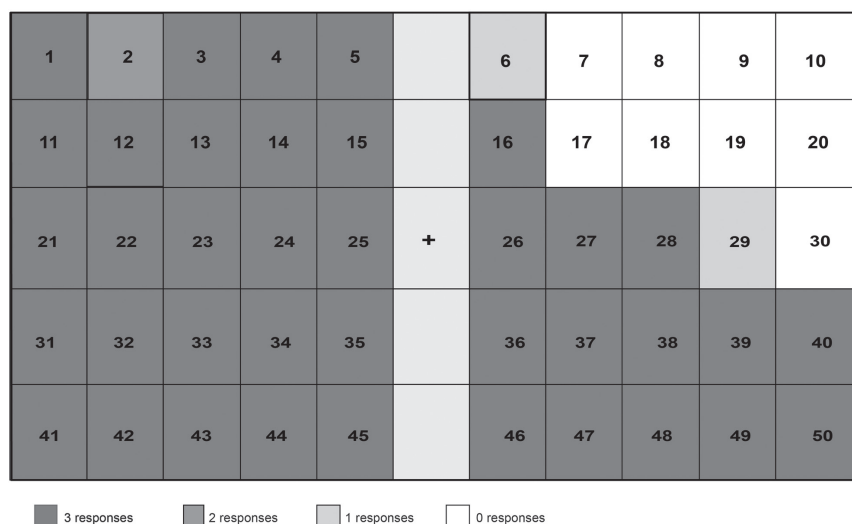 1 2 3 4 5 6 7 8 9 10
11 12 13 14 15 16 17 18 19 20
21 22 23 24 25 + 26 27 28 29 30
31 32 33 34 35 36 37 38 39 40
41 42 43 44 45 46 47 48 49 50
3 responses 2 responses 1 responses 0 responses